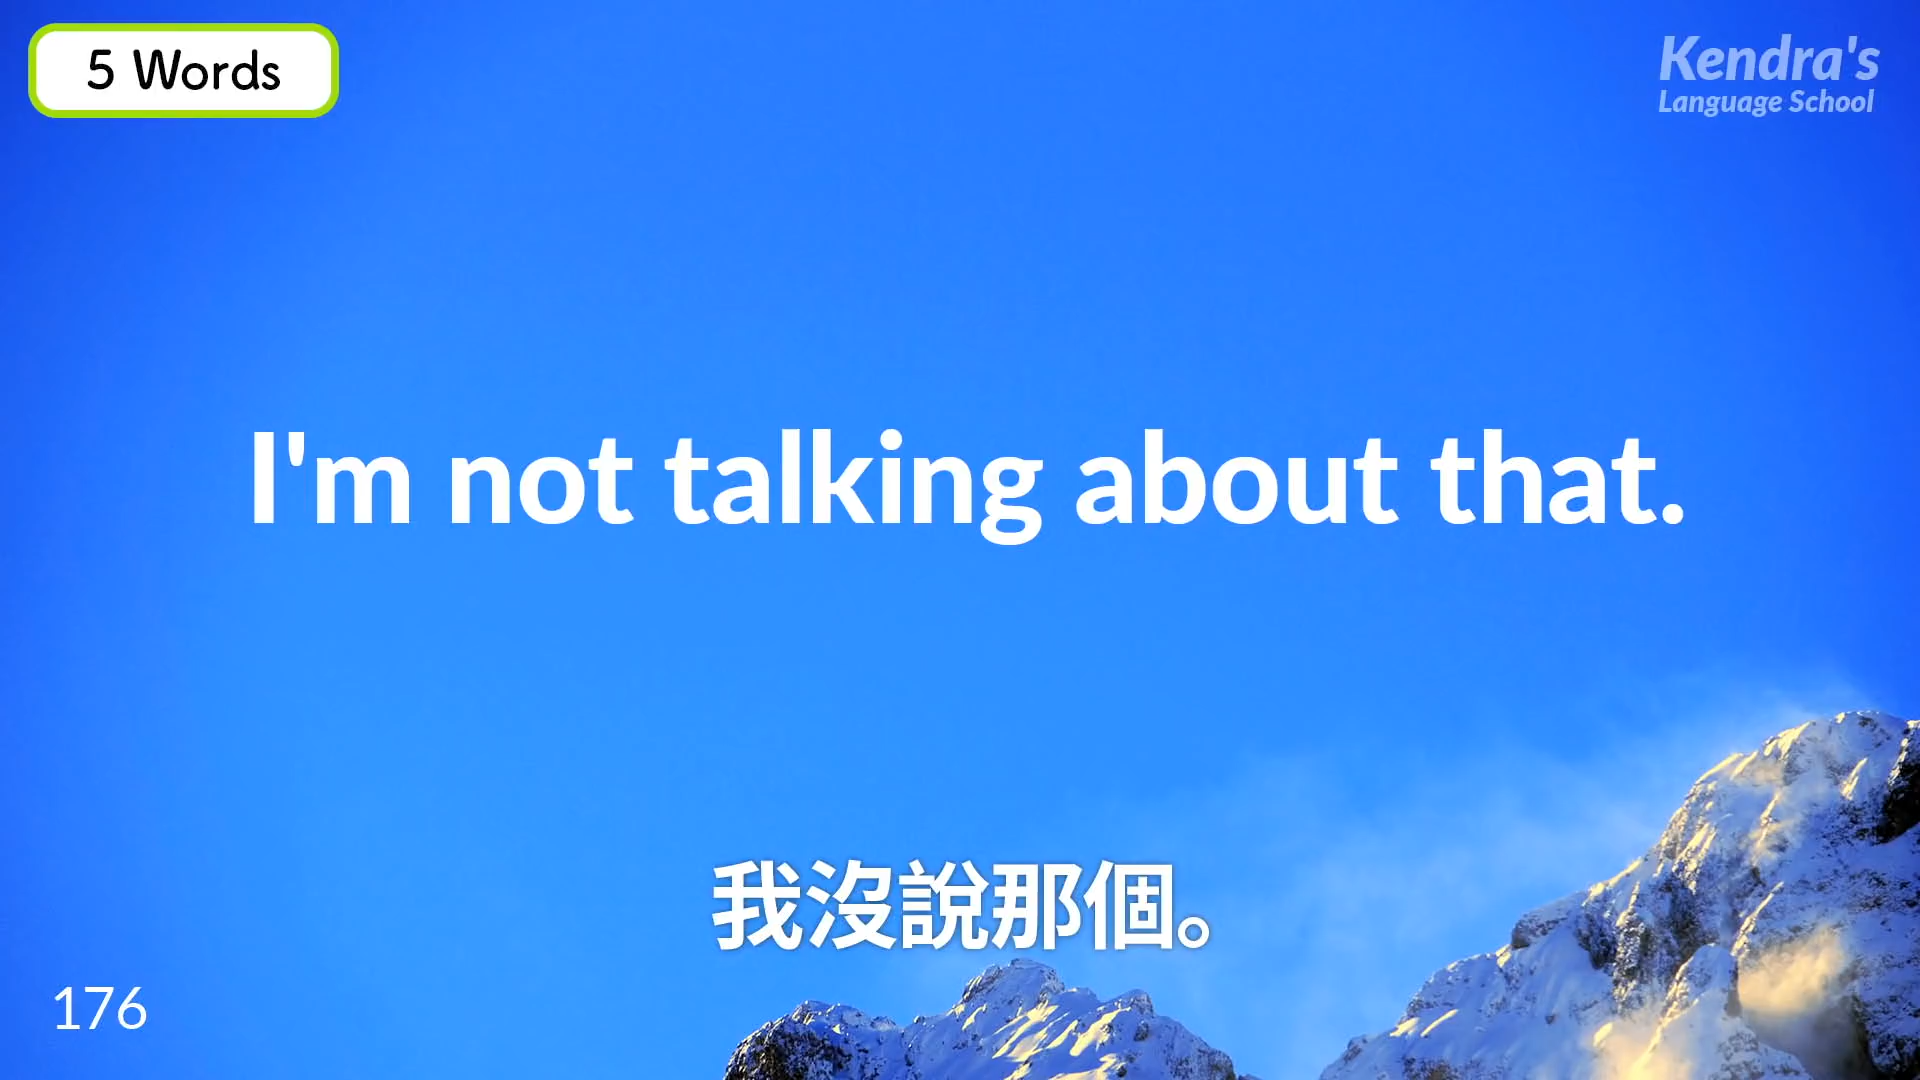 5 Words
Kendra's
Language School
I'm not talking about that.
我沒說那個。
176